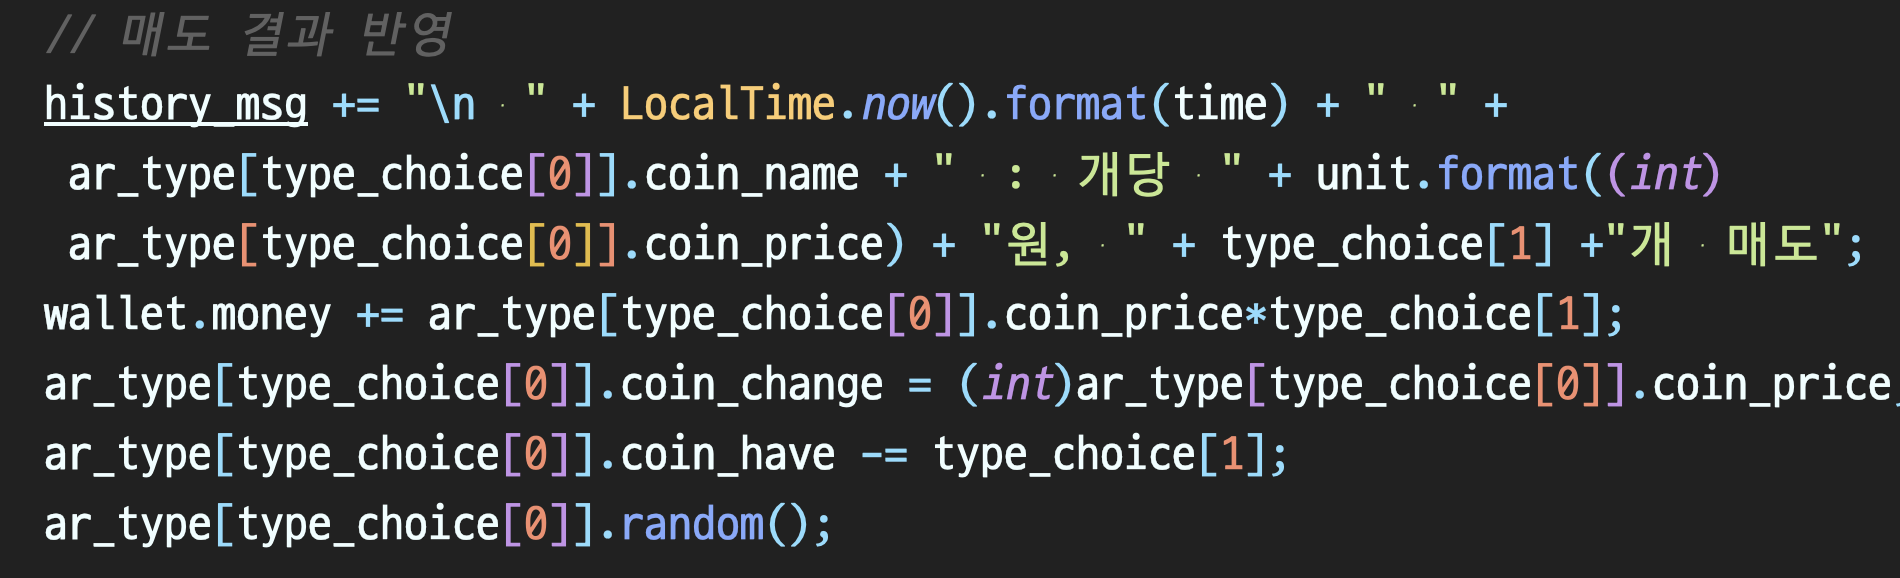 // 매도 결과 반영
history_msg += "\n " + LocalTime.now().format(time) + " " +
ar_type[type_choice[0]].coin_name + " : 개당 " + unit.format((int)
ar_type[type_choice[0]].coin_price) + "원, " + type_choice[1] +"개 매도";
wallet.money += ar_type[type_choice[0]].coin_price*type_choice[1];
ar_type[type_choice[0]].coin_change = (int)ar_type[type_choice[0]].coin_price
ar_type[type_choice[0]].coin_have -= type_choice[1];
ar_type[type_choice[0]].random();